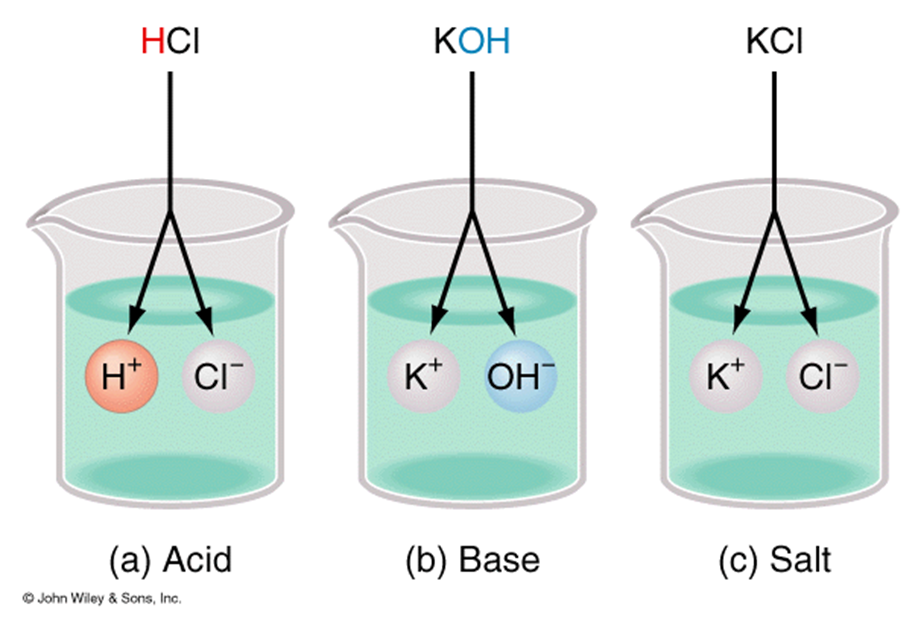 HCl
KOH
KCl
H⁺
Cl⁻
K⁺
OH⁻
K⁺
Cl⁻
(a) Acid
(b) Base
(c) Salt
© John Wiley & Sons, Inc.